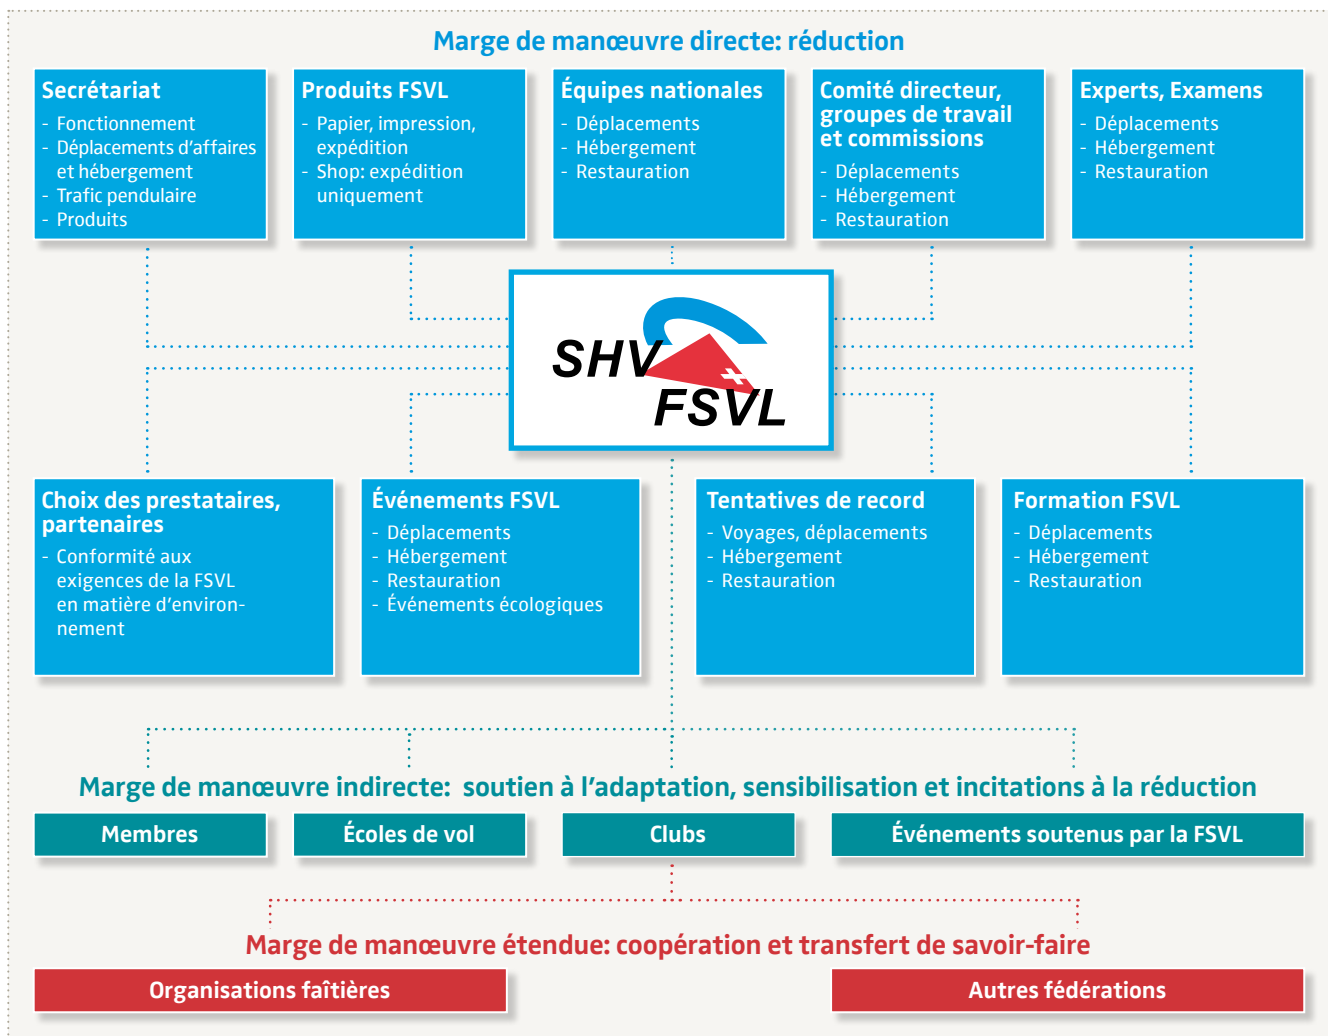 Marge de manœuvre directe: réduction
Secrétariat
- Fonctionnement
- Déplacements d'affaires
et hébergement
- Trafic pendulaire
- Produits
Produits FSVL
- Papier, impression,
expédition
- Shop: expédition
uniquement
Équipes nationales
- Déplacements
- Hébergement
- Restauration
Comité directeur,
groupes de travail
et commissions
- Déplacements
- Hébergement
- Restauration
Experts, Examens
- Déplacements
- Hébergement
- Restauration
SHV
FSVL
Choix des prestataires,
partenaires
- Conformité aux
exigences de la FSVL
en matière d'environ-
nement
Événements FSVL
- Déplacements
- Hébergement
- Restauration
- Événements écologiques
Tentatives de record
- Voyages, déplacements
- Hébergement
- Restauration
Formation FSVL
- Déplacements
- Hébergement
- Restauration
Marge de manœuvre indirecte: soutien à l'adaptation, sensibilisation et incitations à la réduction
Membres
Écoles de vol
Clubs
Événements soutenus par la FSVL
Marge de manœuvre étendue: coopération et transfert de savoir-faire
Organisations faîtières
Autres fédérations